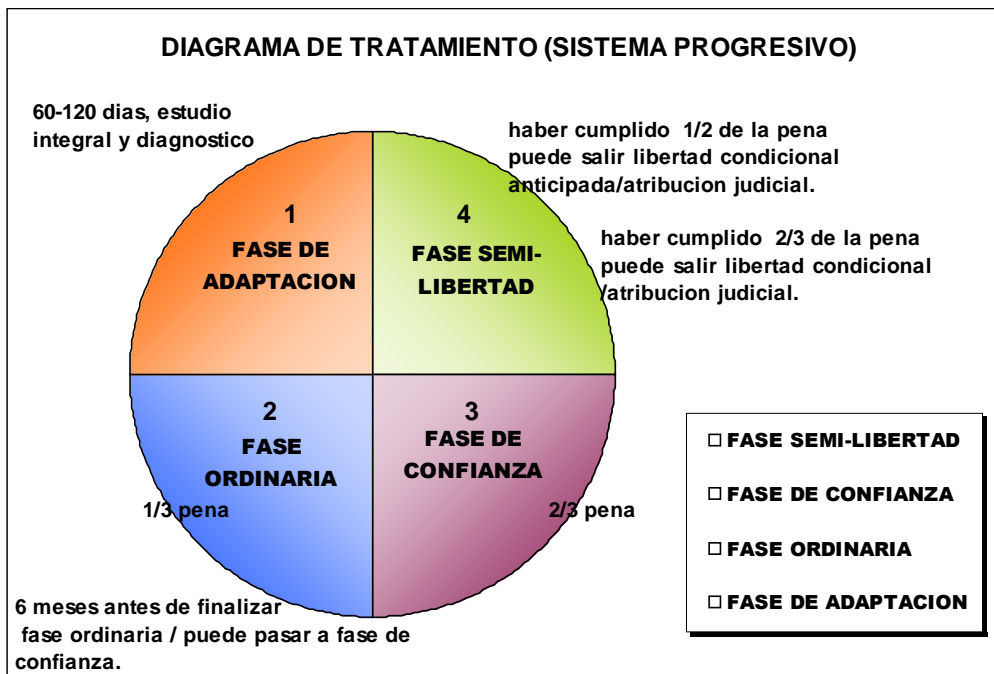 DIAGRAMA DE TRATAMIENTO (SISTEMA PROGRESIVO)
60-120 dias, estudio
integral y diagnostico
haber cumplido 1/2 de la pena
puede salir libertad condicional
anticipada/atribucion judicial.
haber cumplido 2/3 de la pena
puede salir libertad condicional
/atribucion judicial.
1
FASE DE
ADAPTACION
4
FASE SEMI-
LIBERTAD
2
FASE
ORDINARIA
1/3 pena
3
FASE DE
CONFIANZA
2/3 pena
6 meses antes de finalizar
fase ordinaria / puede pasar a fase de
confianza.
FASE SEMI-LIBERTAD
FASE DE CONFIANZA
FASE ORDINARIA
FASE DE ADAPTACION